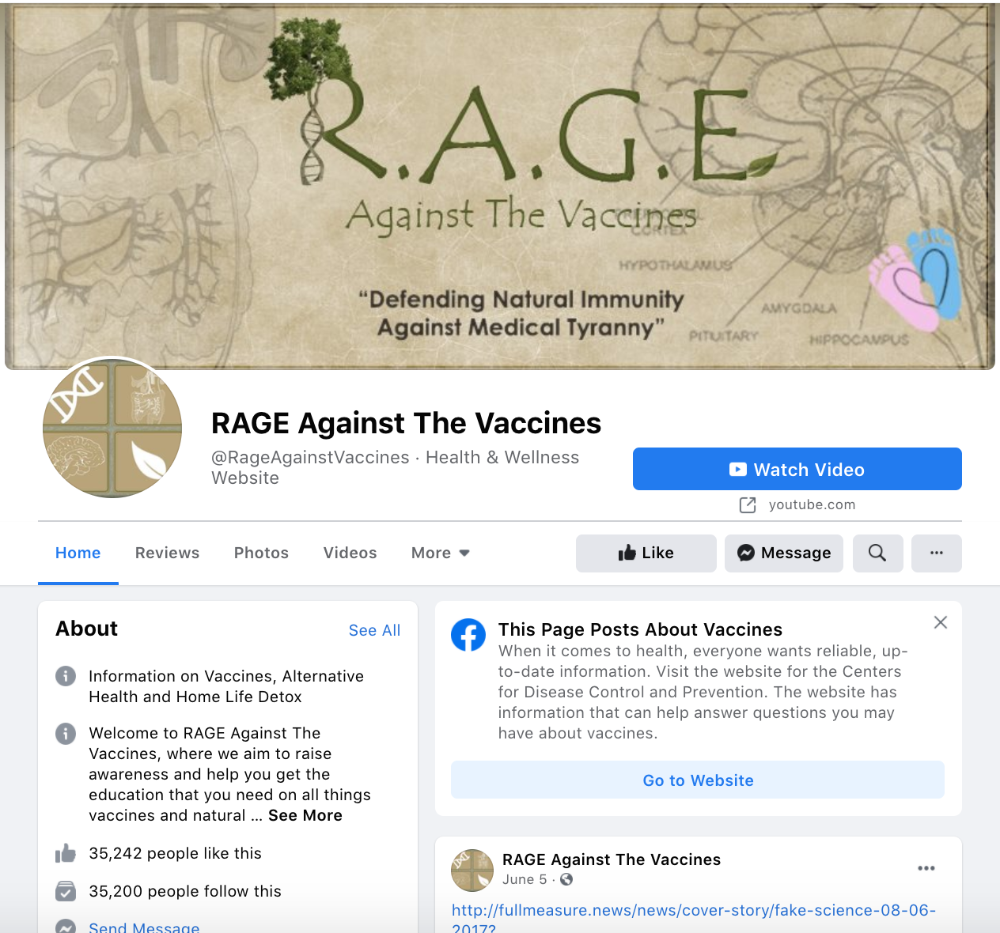 R.A.G.E
Against The Vaccines
CORTEX
HYPOTHALAMUS
"Defending Natural Immunity
Against Medical Tyranny"
AMYGDALA
PITUITARY
HIPPOCAMPUS
RAGE Against The Vaccines
@RageAgainstVaccines · Health & Wellness
Website
Watch Video
youtube.com
Home
Reviews
Photos
Videos
More
Like
Message
About
See All
Information on Vaccines, Alternative
Health and Home Life Detox
Welcome to RAGE Against The
Vaccines, where we aim to raise
awareness and help you get the
education that you need on all things
vaccines and natural ... See More
35,242 people like this
35,200 people follow this
Send Message
This Page Posts About Vaccines
When it comes to health, everyone wants reliable, up-
to-date information. Visit the website for the Centers
for Disease Control and Prevention. The website has
information that can help answer questions you may
have about vaccines.
Go to Website
RAGE Against The Vaccines
June 5 ·
http://fullmeasure.news/news/cover-story/fake-science-08-06-
2017?